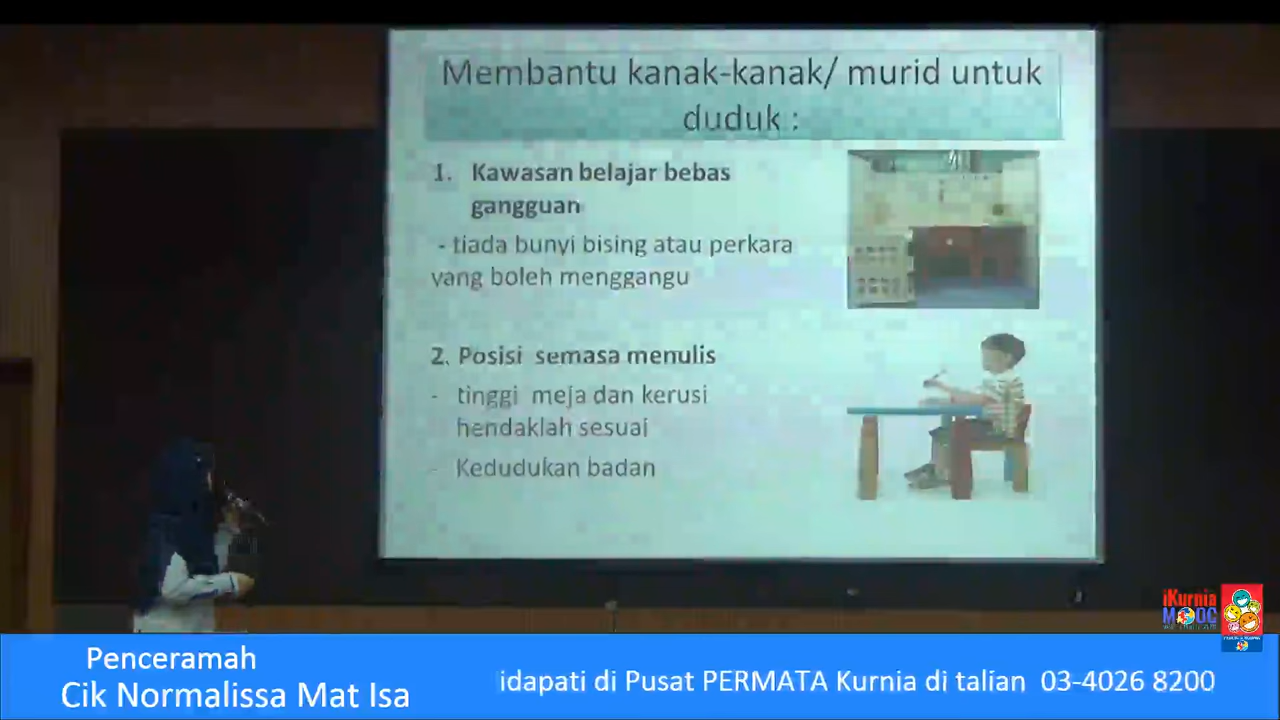 Membantu kanak-kanak/ murid untuk
duduk :
1. Kawasan belajar bebas
gangguan
- tiada bunyi bising atau perkara
yang boleh menggangu
2. Posisi semasa menulis
- tinggi meja dan kerusi
hendaklah sesuai
- Kedudukan badan
iKurnia
MOOC
Penceramah
Cik Normalissa Mat Isa
idapati di Pusat PERMATA Kurnia di talian 03-4026 8200